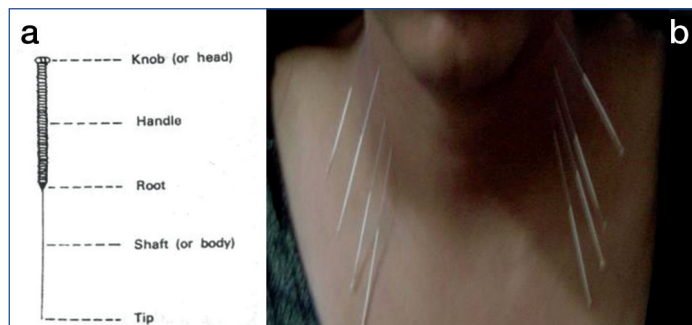 a
b
Knob (or head)
Handle
Root
Shaft (or body)
Tip